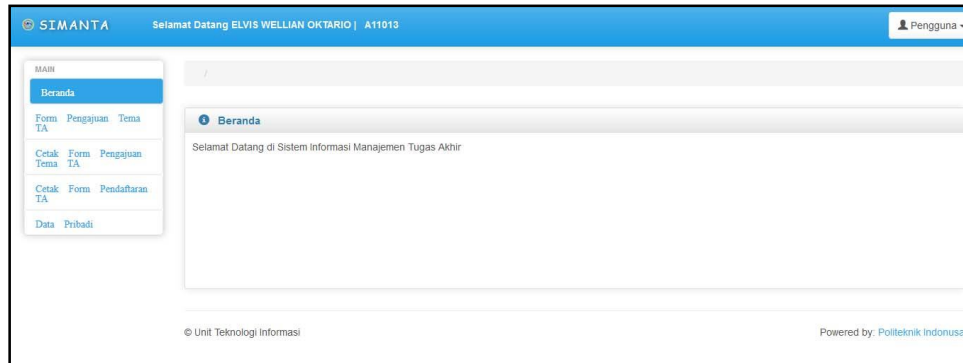 SIMANTA
Selamat Datang ELVIS WELLIAN OKTARIO | A11013
Pengguna
MAIN
Beranda
Form Pengajuan Tema
TA
Cetak Form Pengajuan
Tema TA
Cetak Form Pendaftaran
TA
Data Pribadi
/
Beranda
Selamat Datang di Sistem Informasi Manajemen Tugas Akhir
© Unit Teknologi Informasi
Powered by: Politeknik Indonusa